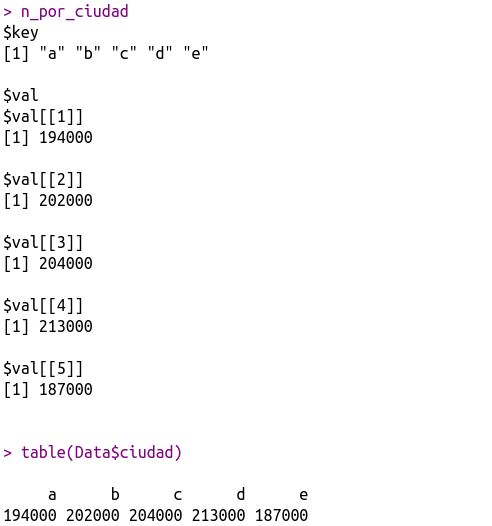 > n_por_ciudad
$key
[1] "a" "b" "c" "d" "e"
$val
$val[[1]]
[1] 194000
$val[[2]]
[1] 202000
$val[[3]]
[1] 204000
$val[[4]]
[1] 213000
$val[[5]]
[1] 187000
> table(Data$ciudad)
a b c d e
194000 202000 204000 213000 187000